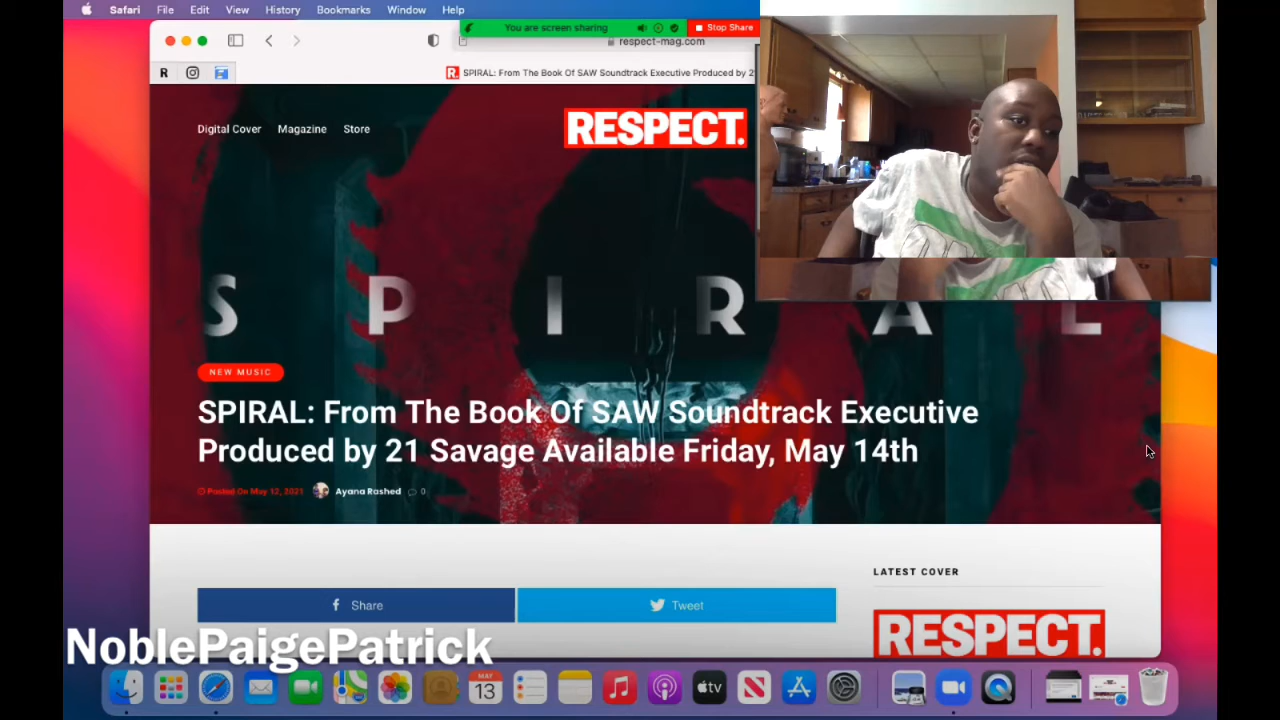 Safari File Edit View History Bookmarks Window Help
You are screen sharing Stop Share
respect-mag.com
R
R. SPIRAL: From The Book Of SAW Soundtrack Executive Produced by 2
Digital Cover Magazine Store
RESPECT.
SPIRAL
NEW MUSIC
SPIRAL: From The Book Of SAW Soundtrack Executive
Produced by 21 Savage Available Friday, May 14th
Posted On May 12, 2021 Ayana Rashed 0
LATEST COVER
Share Tweet
RESPECT.
NoblePaigePatrick
MAY
13
tv